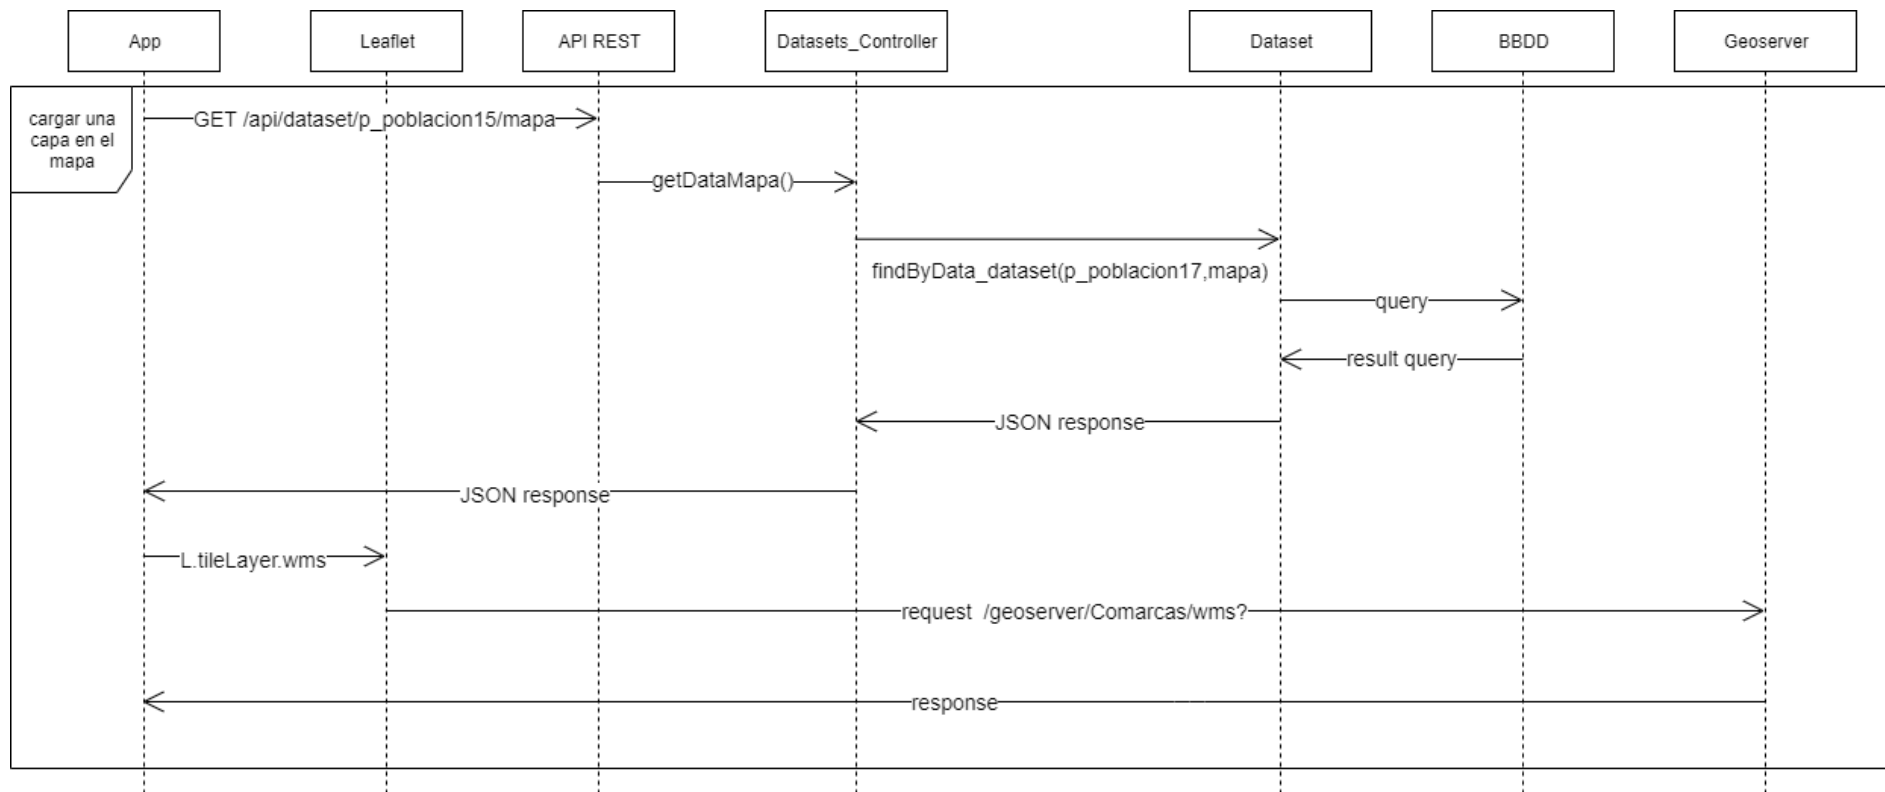 App
Leaflet
API REST
Datasets_Controller
Dataset
BBDD
Geoserver
cargar una
capa en el
mapa
GET /api/dataset/p_poblacion15/mapa
getDataMapa()
findByData_dataset(p_poblacion17,mapa)
query
result query
JSON response
JSON response
L.tileLayer.wms
request  /geoserver/Comarcas/wms?
response